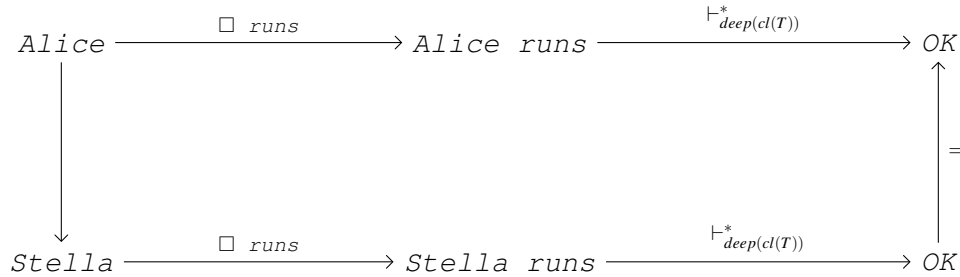 □ runs ⊢*deep(cl(T))
Alice Alice runs OK
=
□ runs ⊢*deep(cl(T))
Stella Stella runs OK